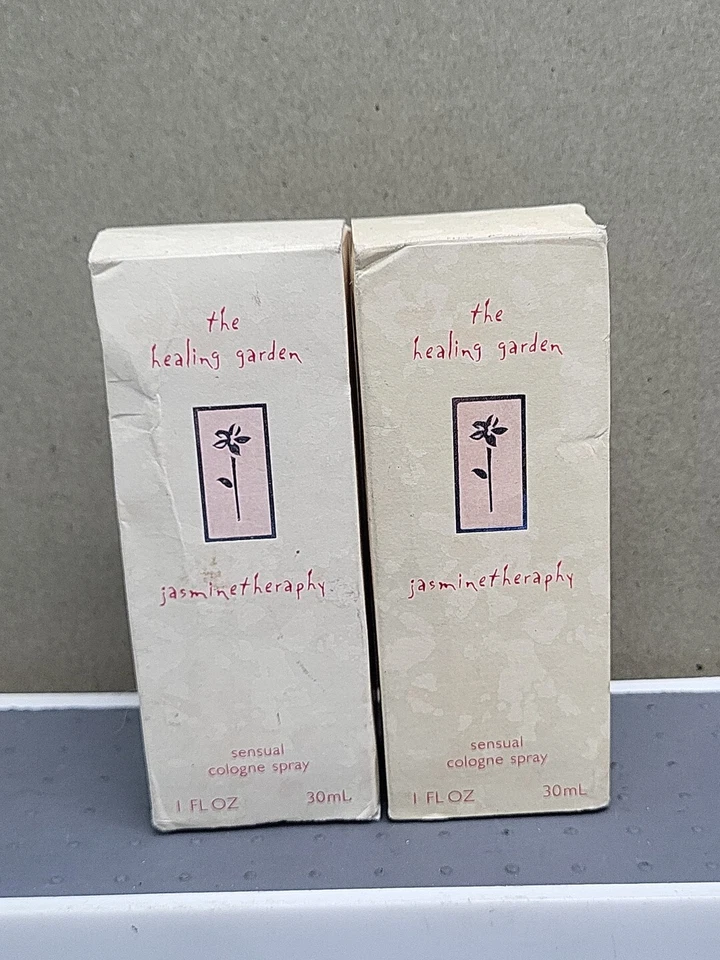 the
healing garden
jasminetheraphy
sensual
cologne spray
1 FL OZ 30mL
the
healing garden
jasminetheraphy
sensual
cologne spray
1 FL OZ 30mL